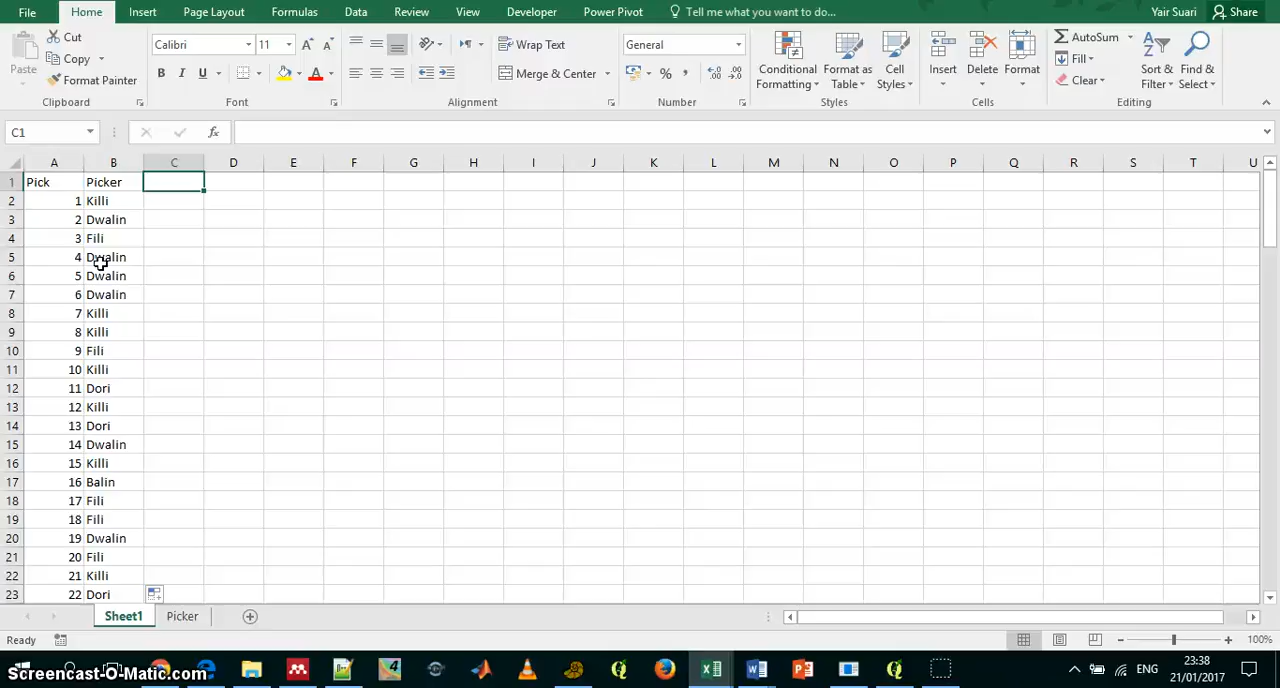 File Home Insert Page Layout Formulas Data Review View Developer Power Pivot Tell me what you want to do... Yair Suari Share
Paste Cut Copy Format Painter
Calibri 11
B I U A
Wrap Text
Merge & Center
General
% ,
Conditional Formatting
Format as Table
Cell Styles
Insert Delete Format
AutoSum
Fill
Clear
Sort & Filter
Find & Select
Clipboard Font Alignment Number Styles Cells Editing
C1 fx
A B C D E F G H I J K L M N O P Q R S T U
1 Pick Picker
2 1 Killi
3 2 Dwalin
4 3 Fili
5 4 Dwalin
6 5 Dwalin
7 6 Dwalin
8 7 Killi
9 8 Killi
10 9 Fili
11 10 Killi
12 11 Dori
13 12 Killi
14 13 Dori
15 14 Dwalin
16 15 Killi
17 16 Balin
18 17 Fili
19 18 Fili
20 19 Dwalin
21 20 Fili
22 21 Killi
23 22 Dori
Sheet1 Picker
Ready 100%
Screencast-O-Matic.com
ENG 23:38
21/01/2017